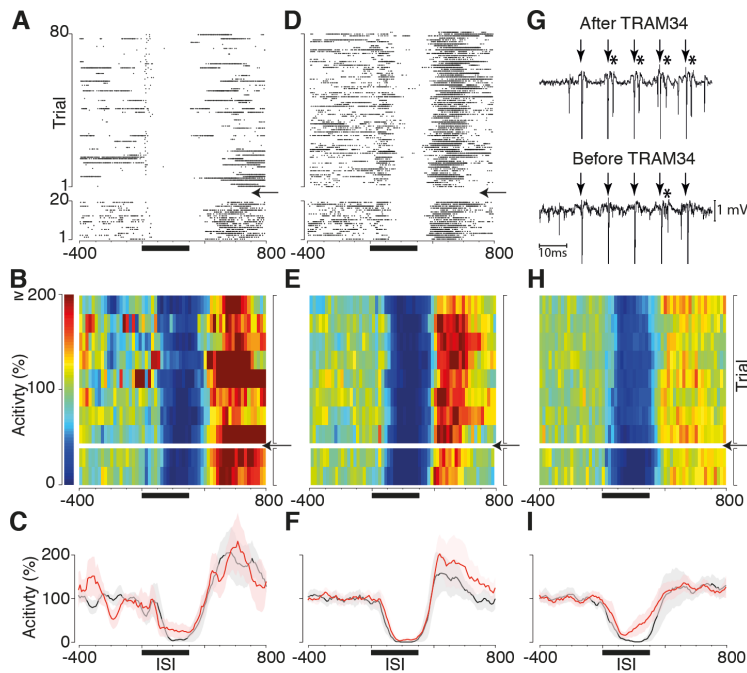 A
D
G
After TRAM34
80
Trial
1
20
1
-400
800
-400
800
* * * *
Before TRAM34
*
1 mV
10ms
B
E
H
200
100
0
Acitivty (%)
Trial
-400
800
-400
800
-400
800
C
F
I
200
100
0
Acitivty (%)
-400
ISI
800
-400
ISI
800
-400
ISI
800